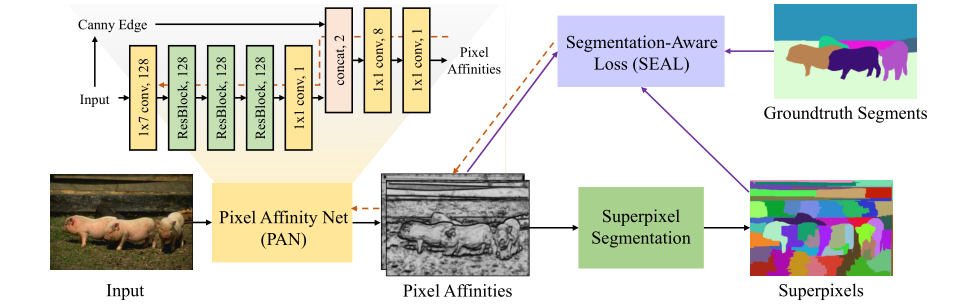 Canny Edge
Input
1x7 conv, 128
ResBlock, 128
ResBlock, 128
ResBlock, 128
1x1 conv, 1
concat, 2
1x1 conv, 8
1x1 conv, 1
Pixel
Affinities
Segmentation-Aware
Loss (SEAL)
Groundtruth Segments
Pixel Affinity Net
(PAN)
Superpixel
Segmentation
Input
Pixel Affinities
Superpixels